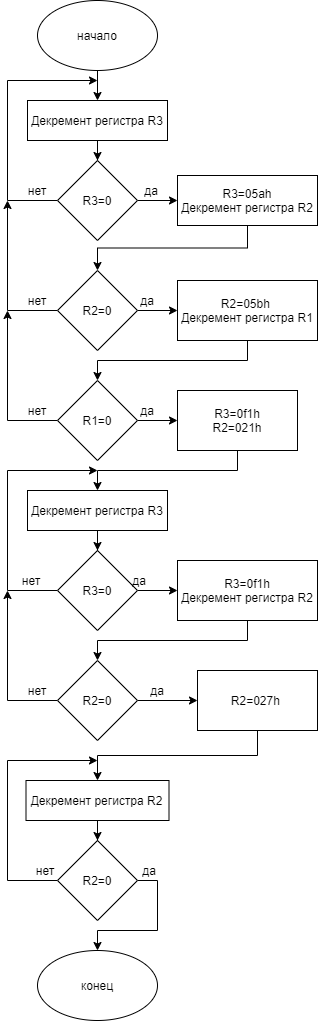 начало
Декремент регистра R3
нет
R3=0
да
R3=05ah
Декремент регистра R2
нет
R2=0
да
R2=05bh
Декремент регистра R1
нет
R1=0
да
R3=0f1h
R2=021h
Декремент регистра R3
нет
R3=0
да
R3=0f1h
Декремент регистра R2
нет
R2=0
да
R2=027h
Декремент регистра R2
нет
R2=0
да
конец